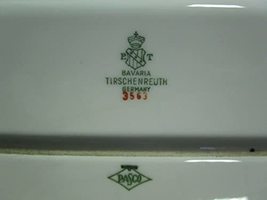 P T
BAVARIA
TIRSCHENREUTH
GERMANY
3563
PASCO